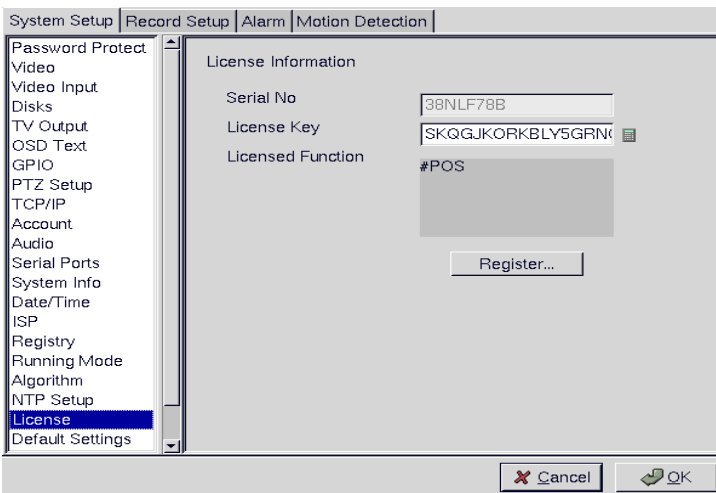 System Setup Record Setup Alarm Motion Detection
Password Protect
Video
Video Input
Disks
TV Output
OSD Text
GPIO
PTZ Setup
TCP/IP
Account
Audio
Serial Ports
System Info
Date/Time
ISP
Registry
Running Mode
Algorithm
NTP Setup
License
Default Settings
License Information
Serial No 38NLF78B
License Key SKQGJKORKBLY5GRN
Licensed Function #POS
Register...
Cancel OK